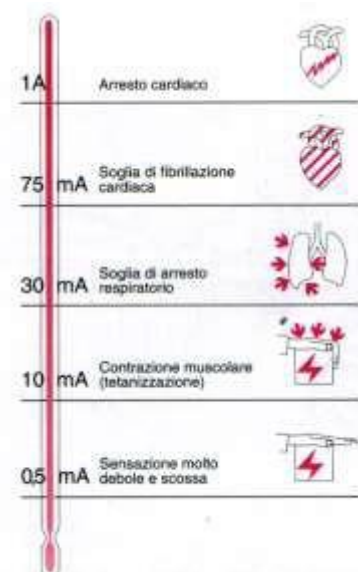 1A Arresto cardiaco
Soglia di fibrillazione
75 mA cardiaca
Soglia di arresto
30 mA respiratorio
Contrazione muscolare
10 mA (tetanizzazione)
Sensazione molto
0,5 mA debole e scossa